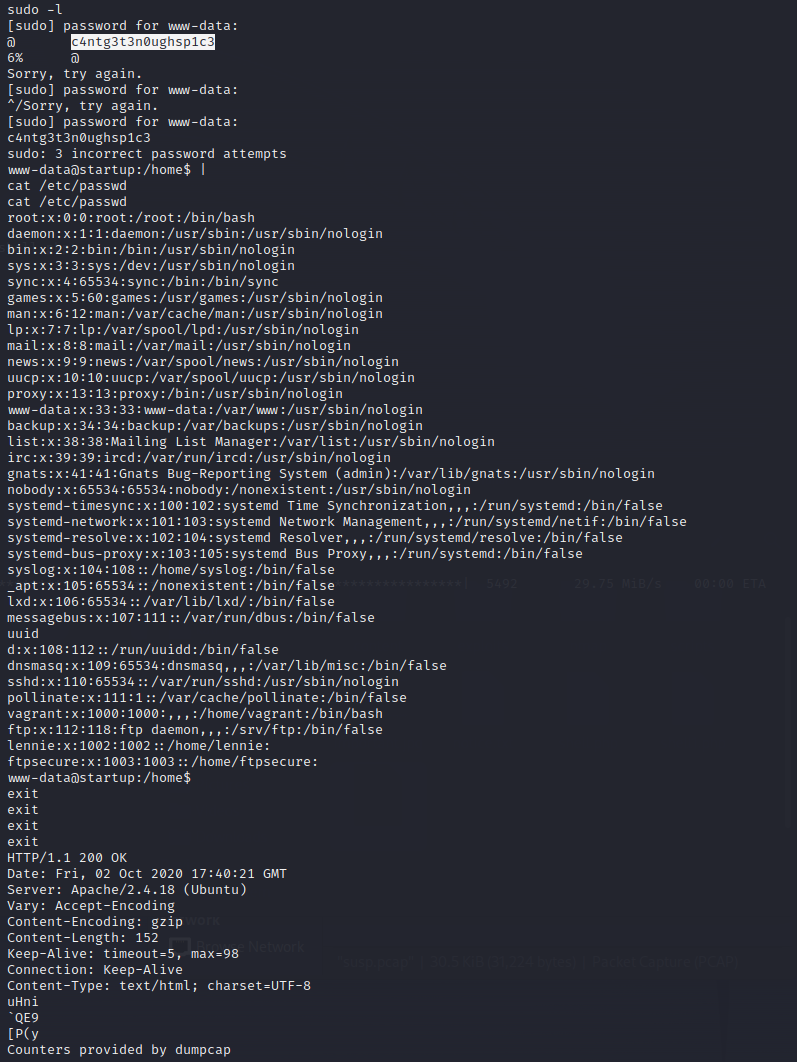 sudo -l
[sudo] password for www-data:
@       c4ntg3t3n0ughsp1c3
6%      @
Sorry, try again.
[sudo] password for www-data:
^/Sorry, try again.
[sudo] password for www-data:
c4ntg3t3n0ughsp1c3
sudo: 3 incorrect password attempts
www-data@startup:/home$ |
cat /etc/passwd
cat /etc/passwd
root:x:0:0:root:/root:/bin/bash
daemon:x:1:1:daemon:/usr/sbin:/usr/sbin/nologin
bin:x:2:2:bin:/bin:/usr/sbin/nologin
sys:x:3:3:sys:/dev:/usr/sbin/nologin
sync:x:4:65534:sync:/bin:/bin/sync
games:x:5:60:games:/usr/games:/usr/sbin/nologin
man:x:6:12:man:/var/cache/man:/usr/sbin/nologin
lp:x:7:7:lp:/var/spool/lpd:/usr/sbin/nologin
mail:x:8:8:mail:/var/mail:/usr/sbin/nologin
news:x:9:9:news:/var/spool/news:/usr/sbin/nologin
uucp:x:10:10:uucp:/var/spool/uucp:/usr/sbin/nologin
proxy:x:13:13:proxy:/bin:/usr/sbin/nologin
www-data:x:33:33:www-data:/var/www:/usr/sbin/nologin
backup:x:34:34:backup:/var/backups:/usr/sbin/nologin
list:x:38:38:Mailing List Manager:/var/list:/usr/sbin/nologin
irc:x:39:39:ircd:/var/run/ircd:/usr/sbin/nologin
gnats:x:41:41:Gnats Bug-Reporting System (admin):/var/lib/gnats:/usr/sbin/nologin
nobody:x:65534:65534:nobody:/nonexistent:/usr/sbin/nologin
systemd-timesync:x:100:102:systemd Time Synchronization,,,:/run/systemd:/bin/false
systemd-network:x:101:103:systemd Network Management,,,:/run/systemd/netif:/bin/false
systemd-resolve:x:102:104:systemd Resolver,,,:/run/systemd/resolve:/bin/false
systemd-bus-proxy:x:103:105:systemd Bus Proxy,,,:/run/systemd:/bin/false
syslog:x:104:108::/home/syslog:/bin/false
_apt:x:105:65534::/nonexistent:/bin/false
lxd:x:106:65534::/var/lib/lxd/:/bin/false
messagebus:x:107:111::/var/run/dbus:/bin/false
uuid
d:x:108:112::/run/uuidd:/bin/false
dnsmasq:x:109:65534:dnsmasq,,,:/var/lib/misc:/bin/false
sshd:x:110:65534::/var/run/sshd:/usr/sbin/nologin
pollinate:x:111:1::/var/cache/pollinate:/bin/false
vagrant:x:1000:1000:,,,:/home/vagrant:/bin/bash
ftp:x:112:118:ftp daemon,,,:/srv/ftp:/bin/false
lennie:x:1002:1002::/home/lennie:
ftpsecure:x:1003:1003::/home/ftpsecure:
www-data@startup:/home$
exit
exit
exit
exit
HTTP/1.1 200 OK
Date: Fri, 02 Oct 2020 17:40:21 GMT
Server: Apache/2.4.18 (Ubuntu)
Vary: Accept-Encoding
Content-Encoding: gzip
Content-Length: 152
Keep-Alive: timeout=5, max=98
Connection: Keep-Alive
Content-Type: text/html; charset=UTF-8
uHni
`QE9
[P(y
Counters provided by dumpcap